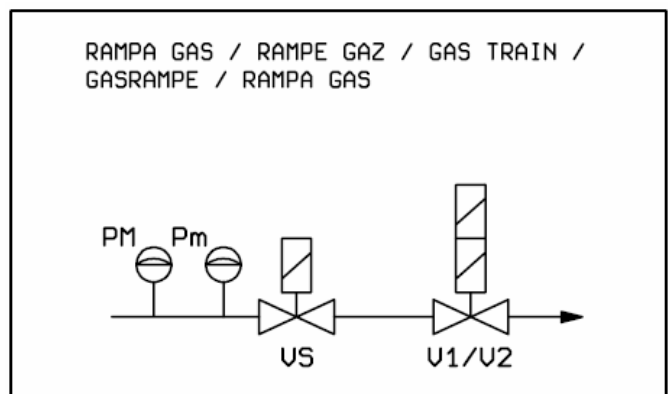 RAMPA GAS / RAMPE GAZ / GAS TRAIN /
GASRAMPE / RAMPA GAS
PM Pm
VS V1/V2